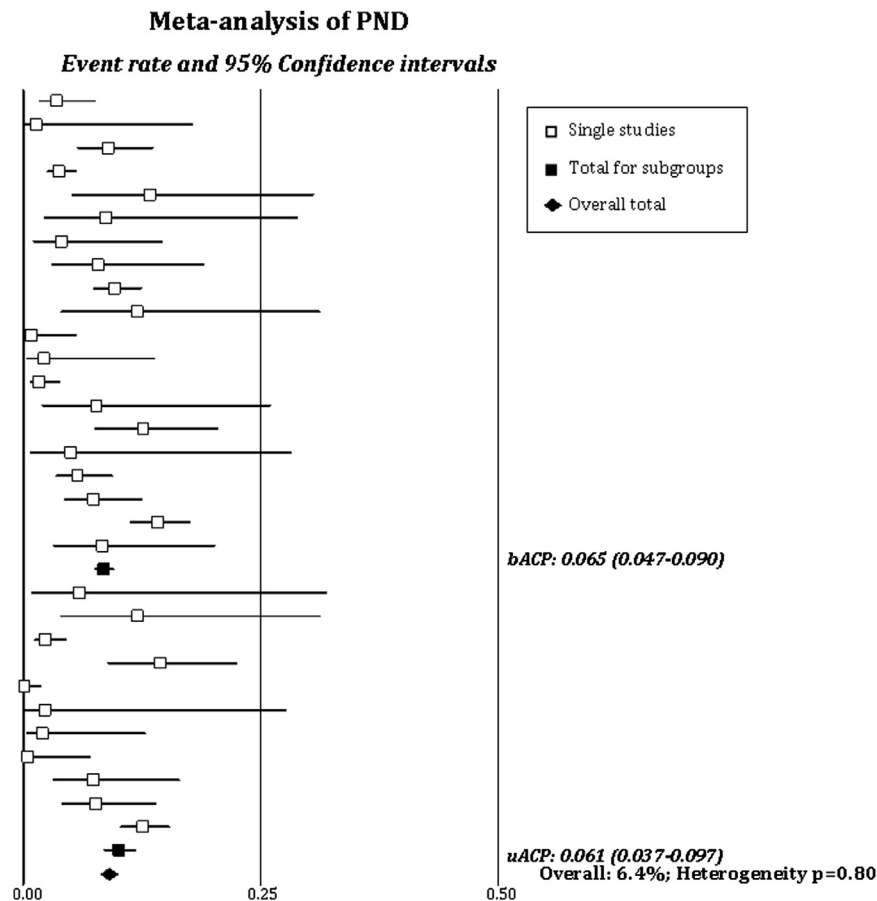 Meta-analysis of PND
Event rate and 95% Confidence intervals
Single studies
Total for subgroups
Overall total
bACP: 0.065 (0.047-0.090)
uACP: 0.061 (0.037-0.097)
Overall: 6.4%; Heterogeneity p=0.80
0.00 0.25 0.50